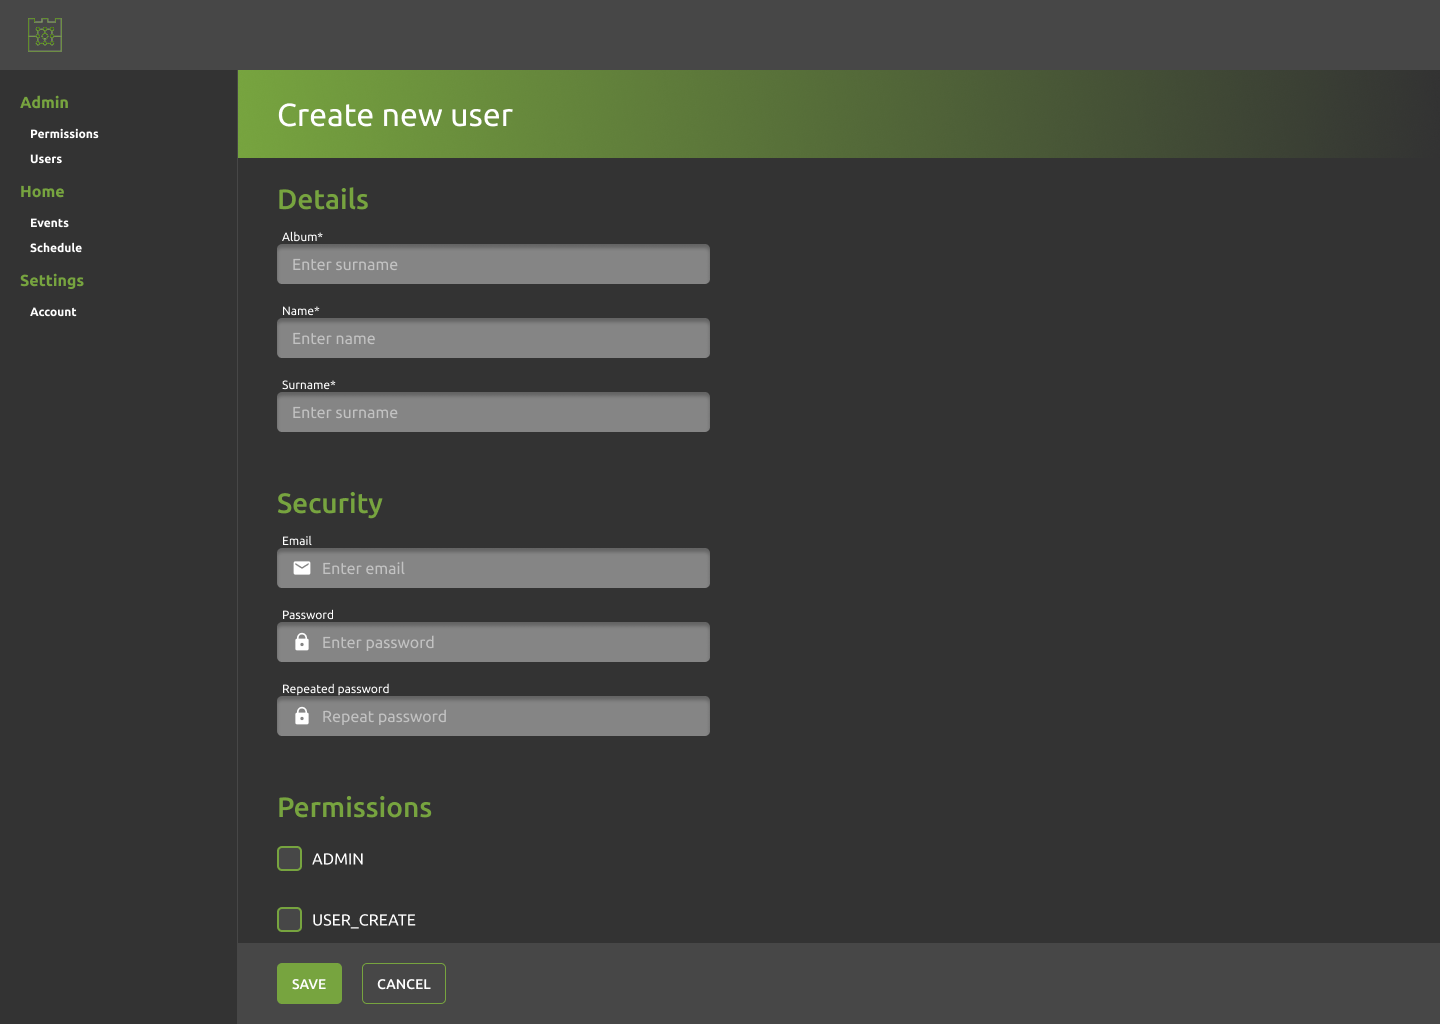 Admin
Permissions
Users
Home
Events
Schedule
Settings
Account
Create new user
Details
Album*
Enter surname
Name*
Enter name
Surname*
Enter surname
Security
Email
Enter email
Password
Enter password
Repeated password
Repeat password
Permissions
ADMIN
USER_CREATE
SAVE
CANCEL